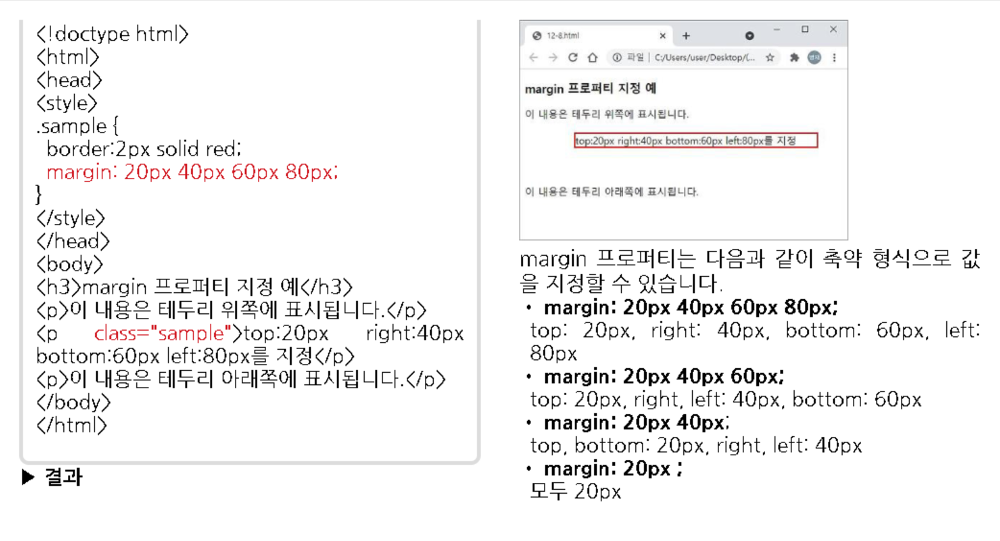 <!doctype html>
<html>
<head>
<style>
.sample {
border:2px solid red;
margin: 20px 40px 60px 80px;
}
</style>
</head>
<body>
<h3>margin 프로퍼티 지정 예</h3>
<p>이 내용은 테두리 위쪽에 표시됩니다.</p>
<p class="sample">top:20px right:40px
bottom:60px left:80px를 지정</p>
<p>이 내용은 테두리 아래쪽에 표시됩니다.</p>
</body>
</html>
▶ 결과
12-8.html
파일 | C:/Users/user/Desktop/(...
margin 프로퍼티 지정 예
이 내용은 테두리 위쪽에 표시됩니다.
top:20px right:40px bottom:60px left:80px를 지정
이 내용은 테두리 아래쪽에 표시됩니다.
margin 프로퍼티는 다음과 같이 축약 형식으로 값
을 지정할 수 있습니다.
• margin: 20px 40px 60px 80px;
top: 20px, right: 40px, bottom: 60px, left:
80px
• margin: 20px 40px 60px;
top: 20px, right, left: 40px, bottom: 60px
• margin: 20px 40px;
top, bottom: 20px, right, left: 40px
• margin: 20px ;
모두 20px